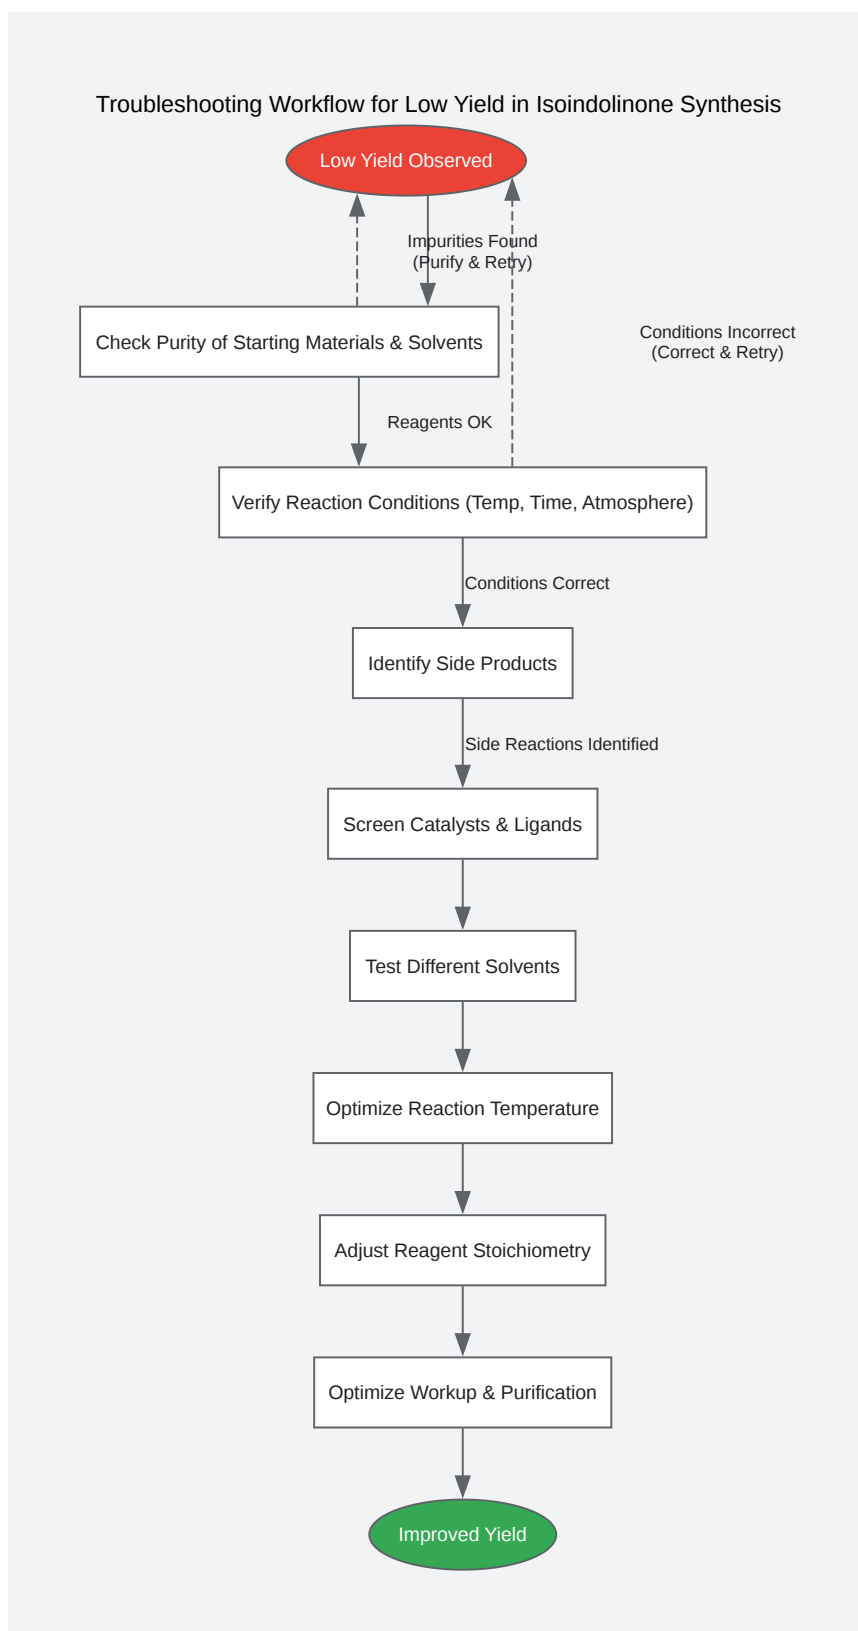 Troubleshooting Workflow for Low Yield in Isoindolinone Synthesis
Low Yield Observed
Impurities Found
(Purify & Retry)
Check Purity of Starting Materials & Solvents
Conditions Incorrect
(Correct & Retry)
Reagents OK
Verify Reaction Conditions (Temp, Time, Atmosphere)
Conditions Correct
Identify Side Products
Side Reactions Identified
Screen Catalysts & Ligands
Test Different Solvents
Optimize Reaction Temperature
Adjust Reagent Stoichiometry
Optimize Workup & Purification
Improved Yield